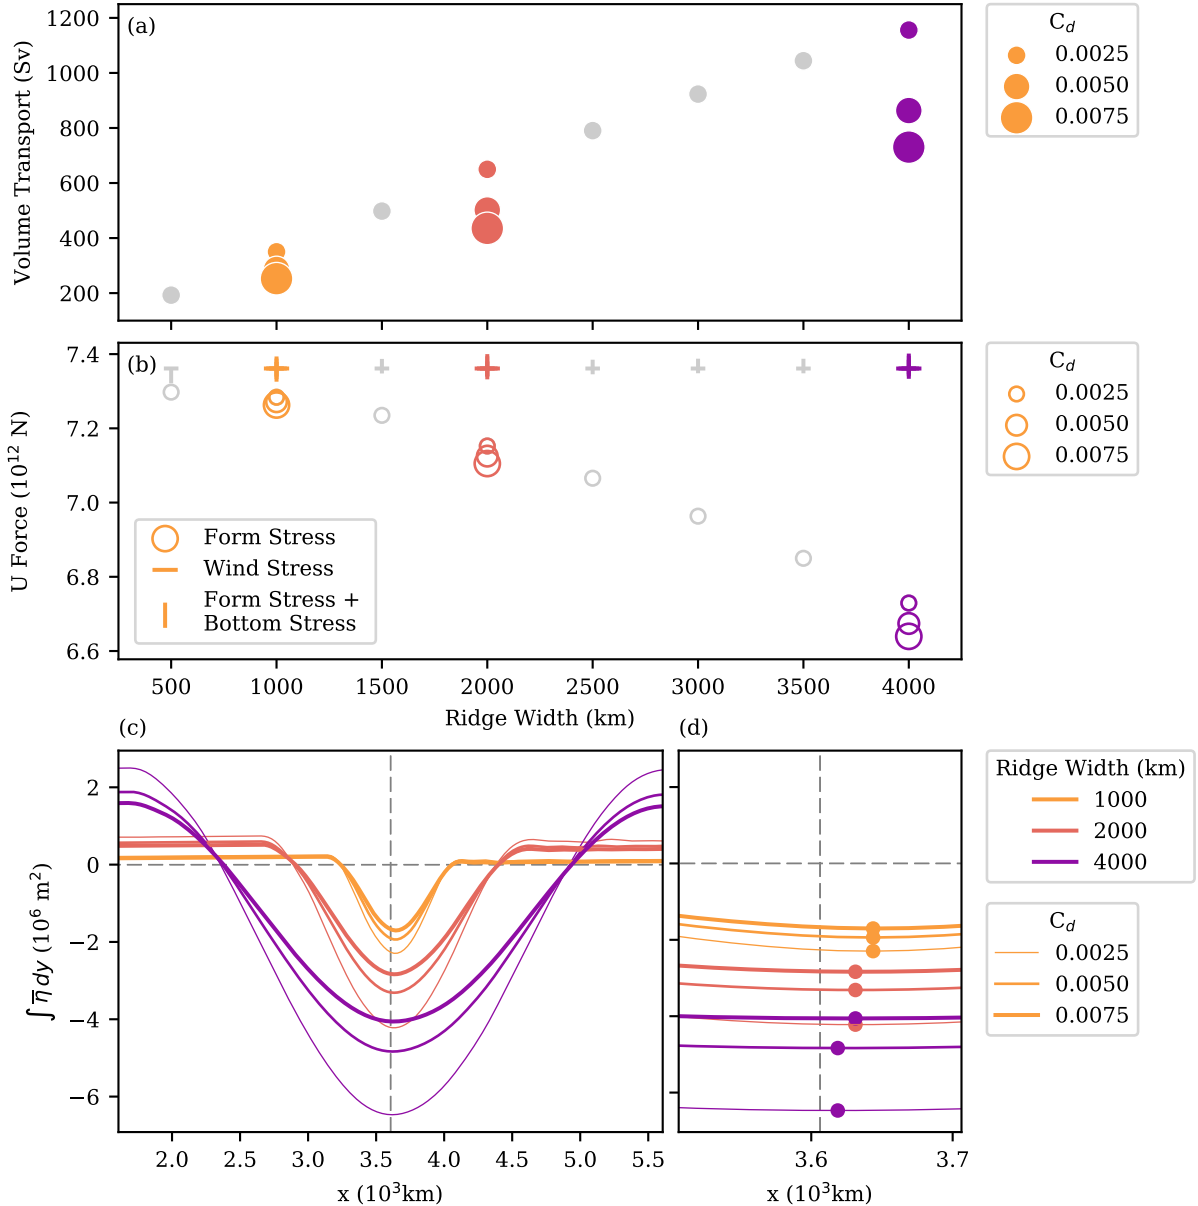 (a)
Volume Transport (Sv)
1200
1000
800
600
400
200
C_d
0.0025
0.0050
0.0075
(b)
U Force (10^12 N)
7.4
7.2
7.0
6.8
6.6
Form Stress
Wind Stress
Form Stress +
Bottom Stress
C_d
0.0025
0.0050
0.0075
500 1000 1500 2000 2500 3000 3500 4000
Ridge Width (km)
(c)
∫η̅ dy (10^6 m^2)
2
0
−2
−4
−6
2.0 2.5 3.0 3.5 4.0 4.5 5.0 5.5
x (10^3km)
(d)
3.6 3.7
x (10^3km)
Ridge Width (km)
1000
2000
4000
C_d
0.0025
0.0050
0.0075